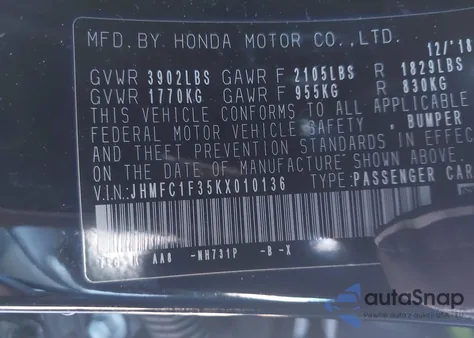 MFD.BY HONDA MOTOR CO.,LTD.
12/'18
GVWR 3902LBS GAWR F 2105LBS R 1829LBS
GVWR 1770KG GAWR F 955KG R 830KG
THIS VEHICLE CONFORMS TO ALL APPLICABLE
FEDERAL MOTOR VEHICLE SAFETY, BUMPER
AND THEFT PREVENTION STANDARDS IN EFFECT
ON THE DATE OF MANUFACTURE SHOWN ABOVE.
V.I.N:JHMFC1F35KX010136 TYPE:PASSENGER CAR
AA8 -NH731P -B -X
autoSnap